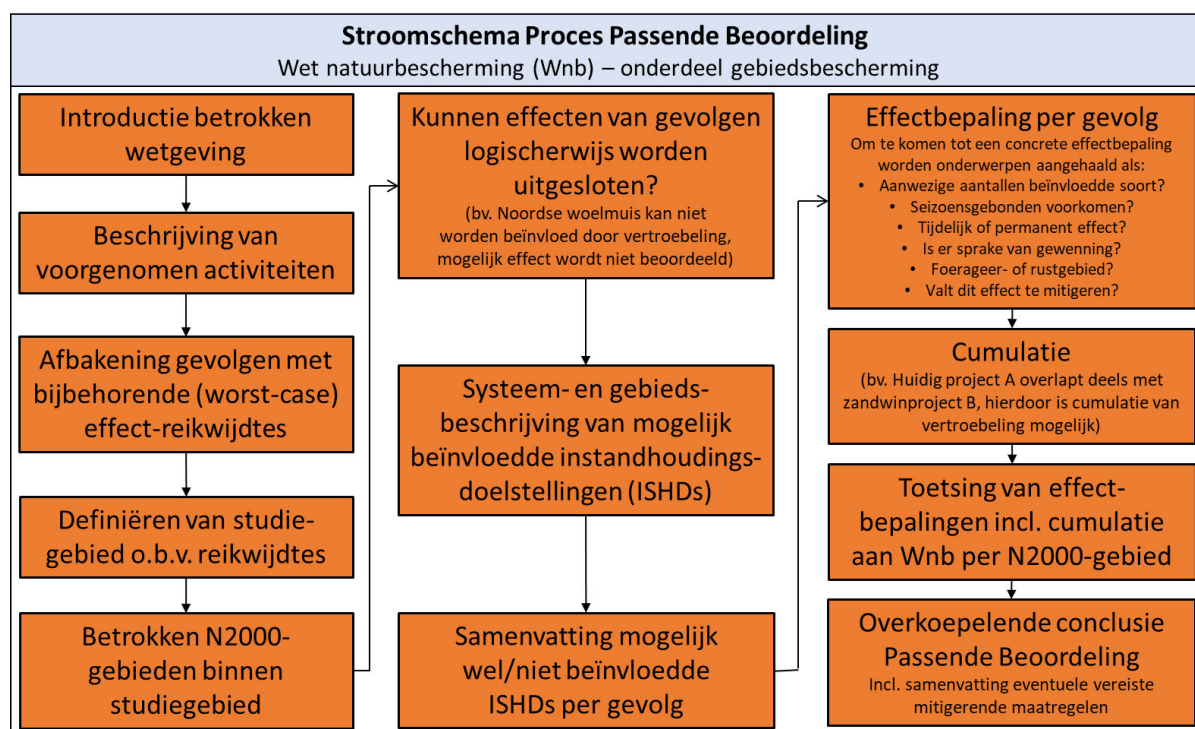 Stroomschema Proces Passende Beoordeling
Wet natuurbescherming (Wnb) – onderdeel gebiedsbescherming
Introductie betrokken
wetgeving
Beschrijving van
voorgenomen activiteiten
Afbakening gevolgen met
bijbehorende (worst-case)
effect-reikwijdtes
Definiëren van studie-
gebied o.b.v. reikwijdtes
Betrokken N2000-
gebieden binnen
studiegebied
Kunnen effecten van gevolgen
logischerwijs worden
uitgesloten?
(bv. Noordse woelmuis kan niet
worden beïnvloed door vertroebeling,
mogelijk effect wordt niet beoordeeld)
Systeem- en gebieds-
beschrijving van mogelijk
beïnvloedde instandhoudings-
doelstellingen (ISHDs)
Samenvatting mogelijk
wel/niet beïnvloedde
ISHDs per gevolg
Effectbepaling per gevolg
Om te komen tot een concrete effectbepaling
worden onderwerpen aangehaald als:
• Aanwezige aantallen beïnvloedde soort?
• Seizoensgebonden voorkomen?
• Tijdelijk of permanent effect?
• Is er sprake van gewenning?
• Foerageer- of rustgebied?
• Valt dit effect te mitigeren?
Cumulatie
(bv. Huidig project A overlapt deels met
zandwinproject B, hierdoor is cumulatie van
vertroebeling mogelijk)
Toetsing van effect-
bepalingen incl. cumulatie
aan Wnb per N2000-gebied
Overkoepelende conclusie
Passende Beoordeling
Incl. samenvatting eventuele vereiste
mitigerende maatregelen